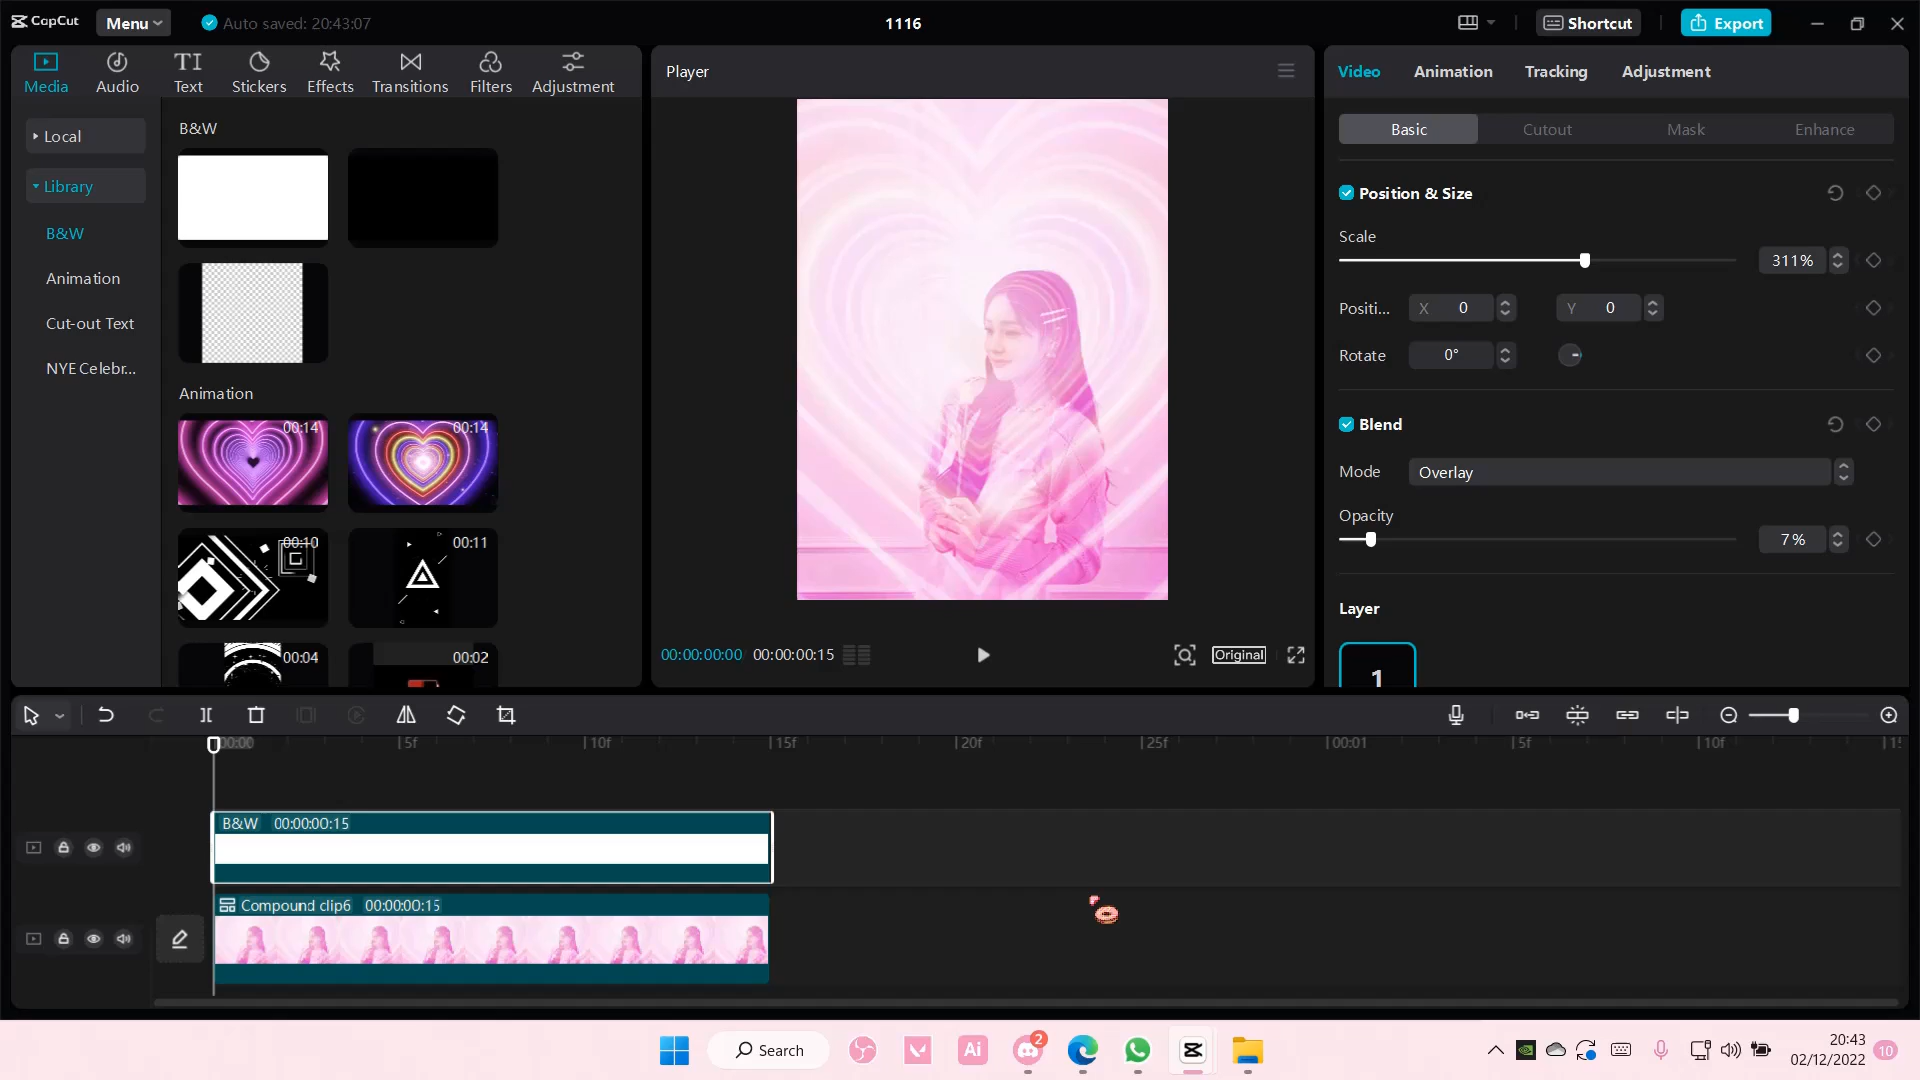 CapCut
Menu
Auto saved: 20:43:07
1116
Shortcut
Export
Media
Audio
TI
Text
Stickers
Effects
Transitions
Filters
Adjustment
Local
Library
B&W
Animation
Cut-out Text
NYE Celebr...
B&W
Animation
00:14
00:14
00:10
00:11
00:04
00:02
Player
00:00:00:00 00:00:00:15
Original
Video
Animation
Tracking
Adjustment
Basic
Cutout
Mask
Enhance
Position & Size
Scale
311%
Positi... X 0 Y 0
Rotate 0°
Blend
Mode Overlay
Opacity
7%
Layer
1
00:00 5f 10f 15f 20f 25f 00:01 5f 10f
B&W 00:00:00:15
Compound clip6 00:00:00:15
Search
Ai
2
20:43
02/12/2022
10